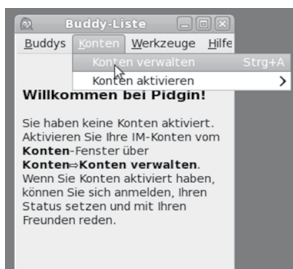 Buddy-Liste
Buddys Konten Werkzeuge Hilfe
Konten verwalten Strg+A
Konten aktivieren
Willkommen bei Pidgin!
Sie haben keine Konten aktiviert.
Aktivieren Sie Ihre IM-Konten vom
Konten-Fenster über
Konten⇨Konten verwalten.
Wenn Sie Konten aktiviert haben,
können Sie sich anmelden, Ihren
Status setzen und mit Ihren
Freunden reden.